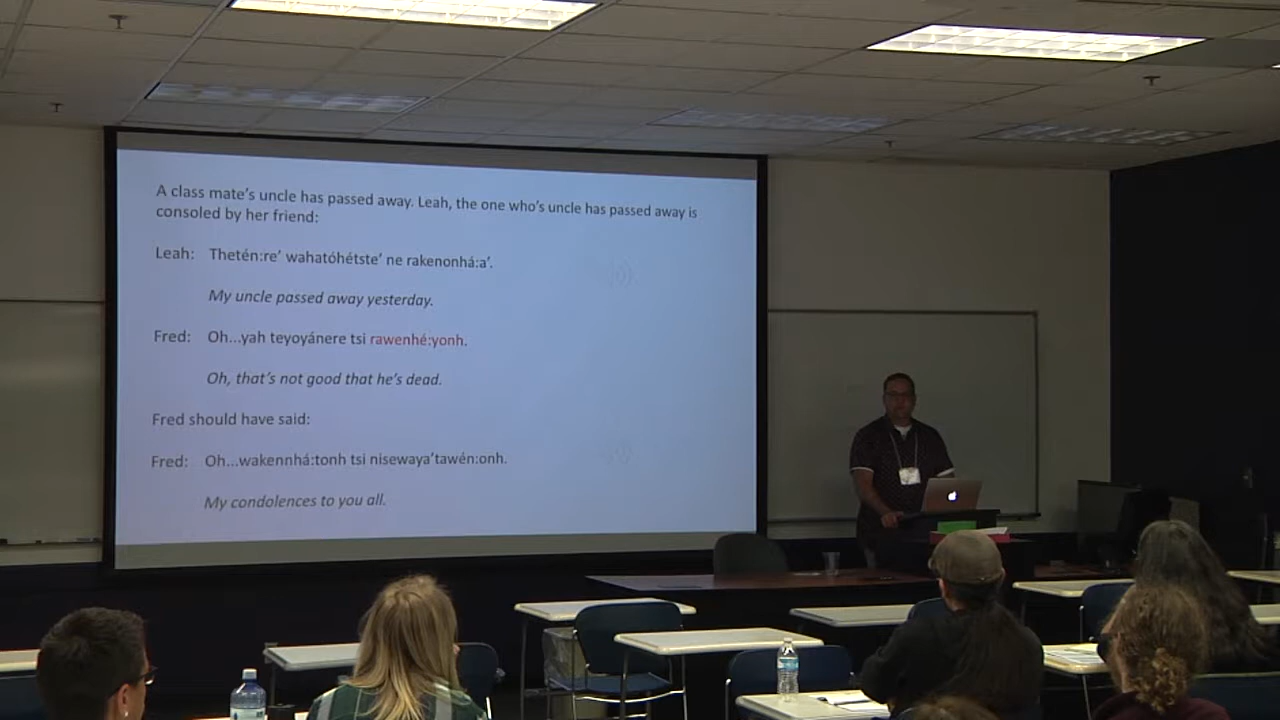 A class mate's uncle has passed away. Leah, the one who's uncle has passed away is
consoled by her friend:
Leah: Thetén:re' wahatóhétste' ne rakenonhá:a'.
My uncle passed away yesterday.
Fred: Oh...yah teyoyánere tsi rawenhé:yonh.
Oh, that's not good that he's dead.
Fred should have said:
Fred: Oh...wakennhá:tonh tsi nisewaya'tawén:onh.
My condolences to you all.